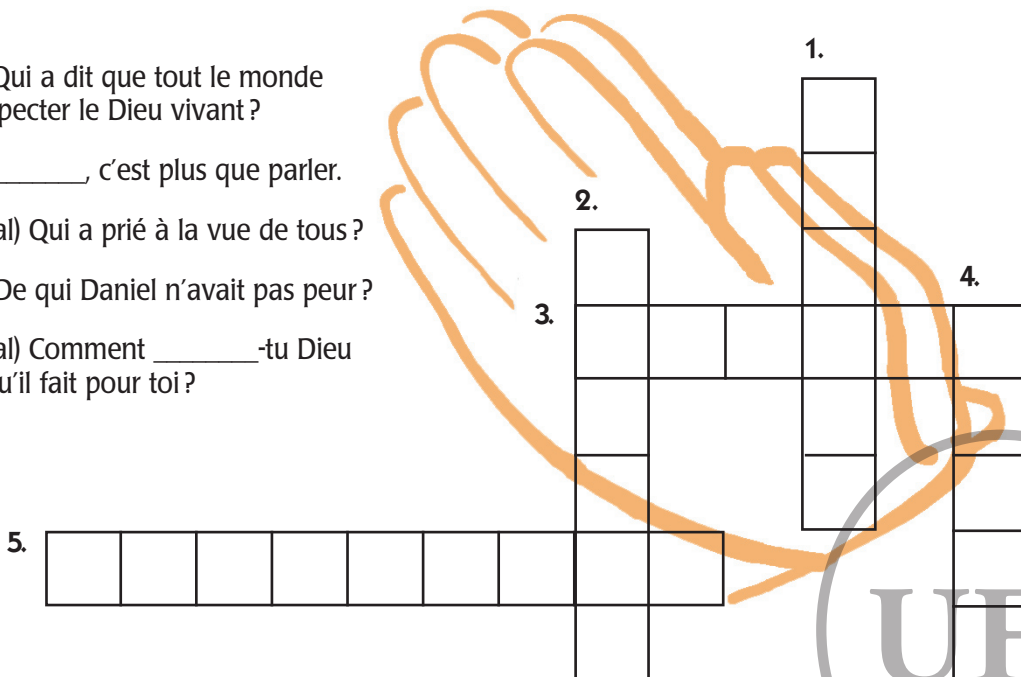 Qui a dit que tout le monde
pecter le Dieu vivant ?
_______, c'est plus que parler.
al) Qui a prié à la vue de tous ?
De qui Daniel n'avait pas peur ?
al) Comment ________-tu Dieu
u'il fait pour toi ?
1.
2.
3.
4.
5.